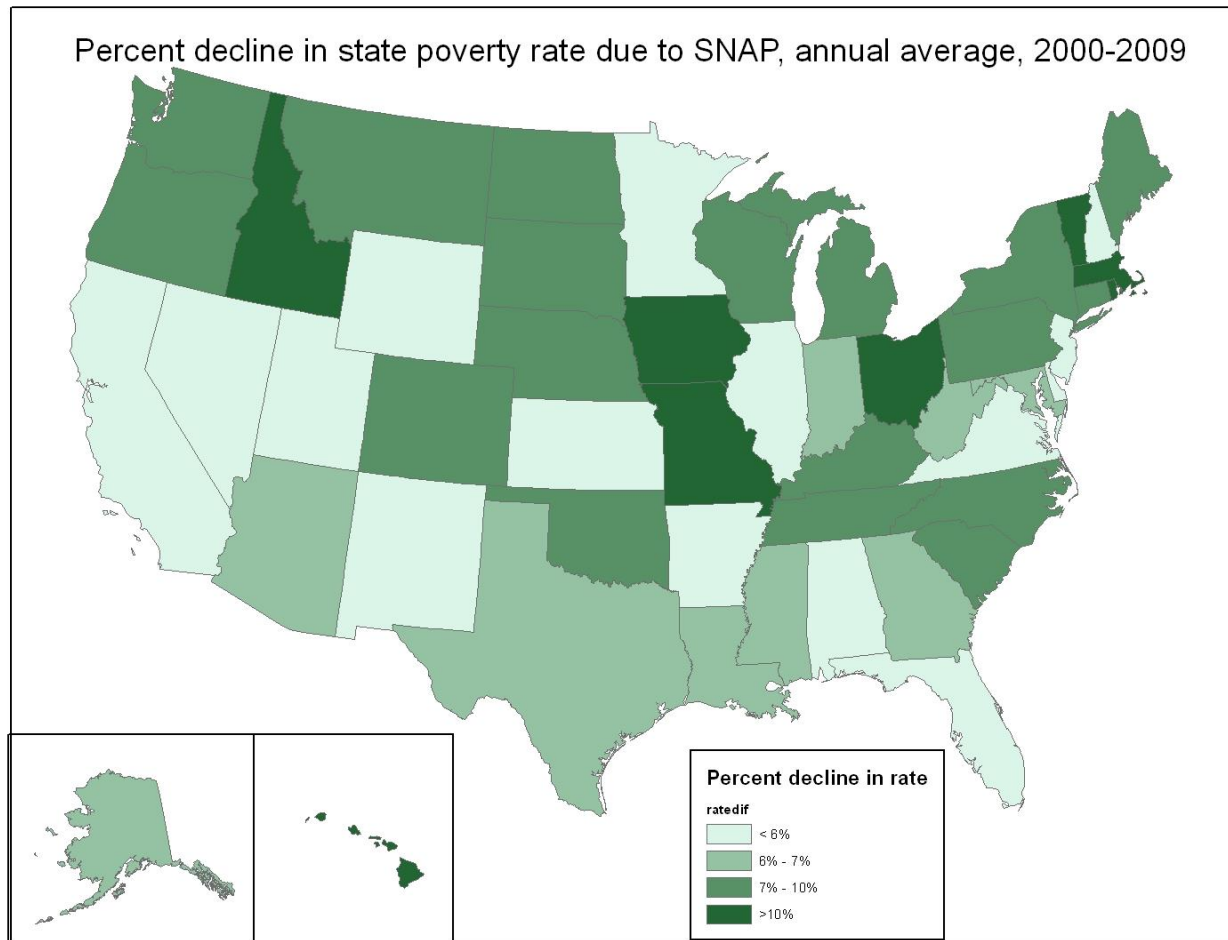 Percent decline in state poverty rate due to SNAP, annual average, 2000-2009
Percent decline in rate
ratedif
< 6%
6% - 7%
7% - 10%
>10%